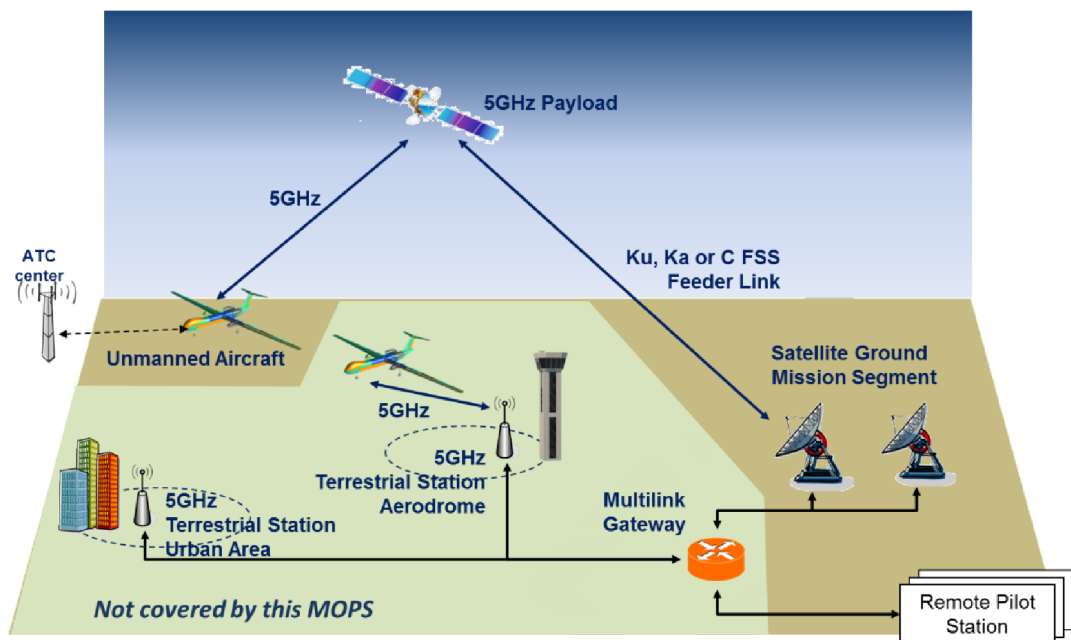 5GHz Payload
5GHz
Ku, Ka or C FSS
Feeder Link
ATC
center
Unmanned Aircraft
Satellite Ground
Mission Segment
5GHz
5GHz
Terrestrial Station
Aerodrome
5GHz
Terrestrial Station
Urban Area
Multilink
Gateway
Not covered by this MOPS
Remote Pilot
Station